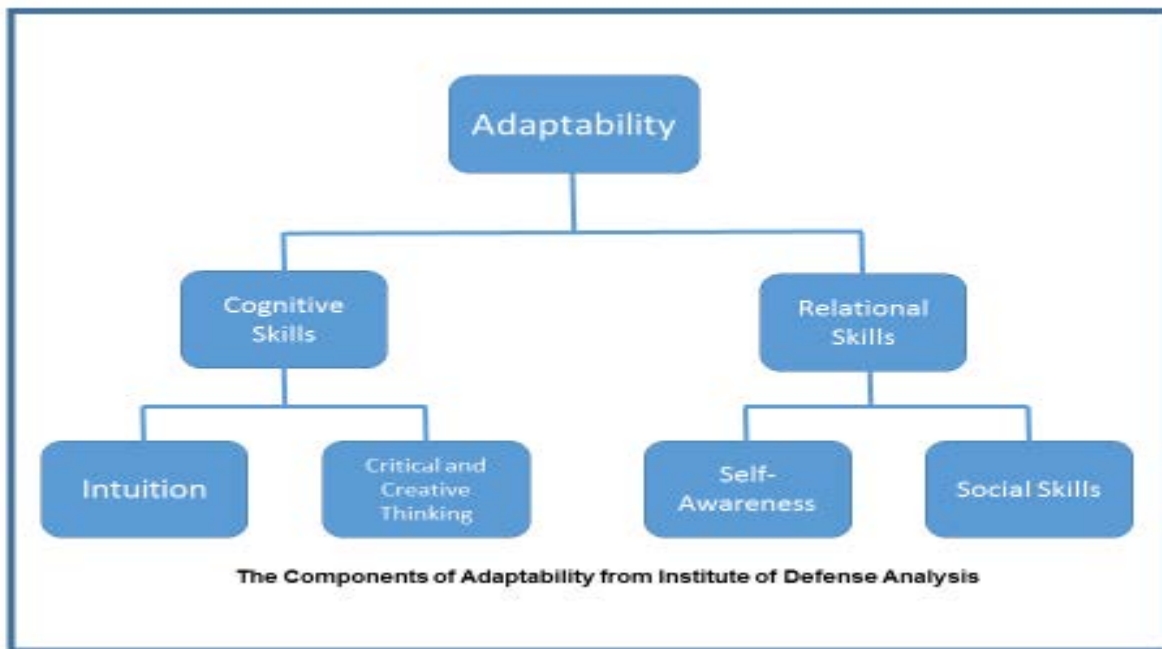 Adaptability
Cognitive
Skills
Relational
Skills
Intuition
Critical and
Creative
Thinking
Self-
Awareness
Social Skills
The Components of Adaptability from Institute of Defense Analysis